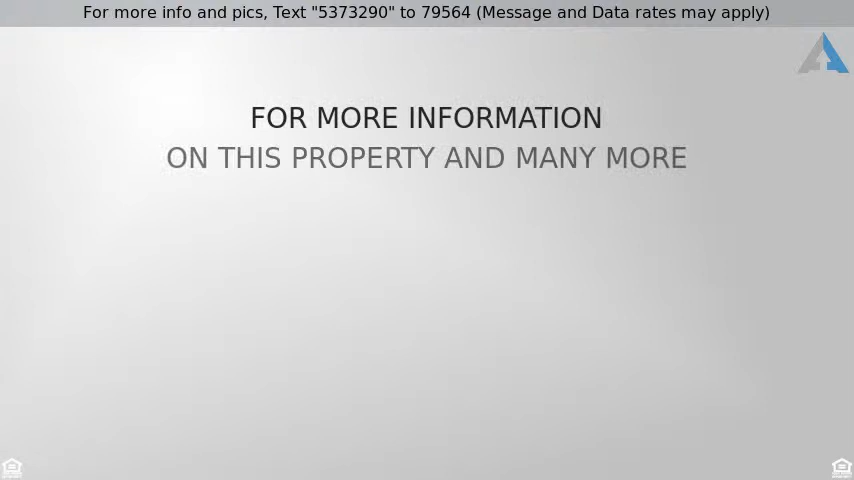 For more info and pics, Text "5373290" to 79564 (Message and Data rates may apply)
FOR MORE INFORMATION
ON THIS PROPERTY AND MANY MORE